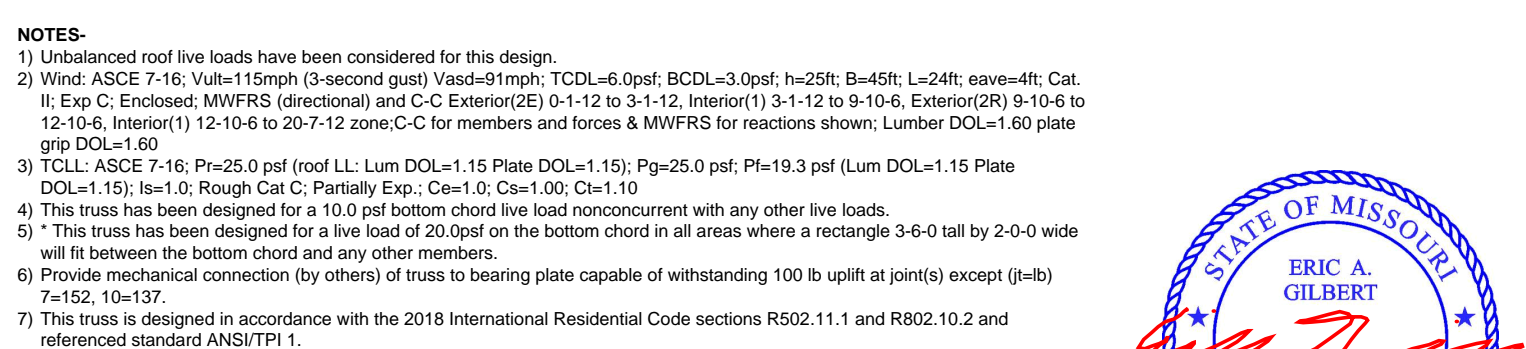 NOTES-
1) Unbalanced roof live loads have been considered for this design.
2) Wind: ASCE 7-16; Vult=115mph (3-second gust) Vasd=91mph; TCDL=6.0psf; BCDL=3.0psf; h=25ft; B=45ft; L=24ft; eave=4ft; Cat.
II; Exp C; Enclosed; MWFRS (directional) and C-C Exterior(2E) 0-1-12 to 3-1-12, Interior(1) 3-1-12 to 9-10-6, Exterior(2R) 9-10-6 to
12-10-6, Interior(1) 12-10-6 to 20-7-12 zone;C-C for members and forces & MWFRS for reactions shown; Lumber DOL=1.60 plate
grip DOL=1.60
3) TCLL: ASCE 7-16; Pr=25.0 psf (roof LL: Lum DOL=1.15 Plate DOL=1.15); Pg=25.0 psf; Pf=19.3 psf (Lum DOL=1.15 Plate
DOL=1.15); Is=1.0; Rough Cat C; Partially Exp.; Ce=1.0; Cs=1.00; Ct=1.10
4) This truss has been designed for a 10.0 psf bottom chord live load nonconcurrent with any other live loads.
5) * This truss has been designed for a live load of 20.0psf on the bottom chord in all areas where a rectangle 3-6-0 tall by 2-0-0 wide
will fit between the bottom chord and any other members.
6) Provide mechanical connection (by others) of truss to bearing plate capable of withstanding 100 lb uplift at joint(s) except (jt=lb)
7=152, 10=137.
7) This truss is designed in accordance with the 2018 International Residential Code sections R502.11.1 and R802.10.2 and
referenced standard ANSI/TPI 1.
STATE OF MISSOURI
ERIC A.
GILBERT